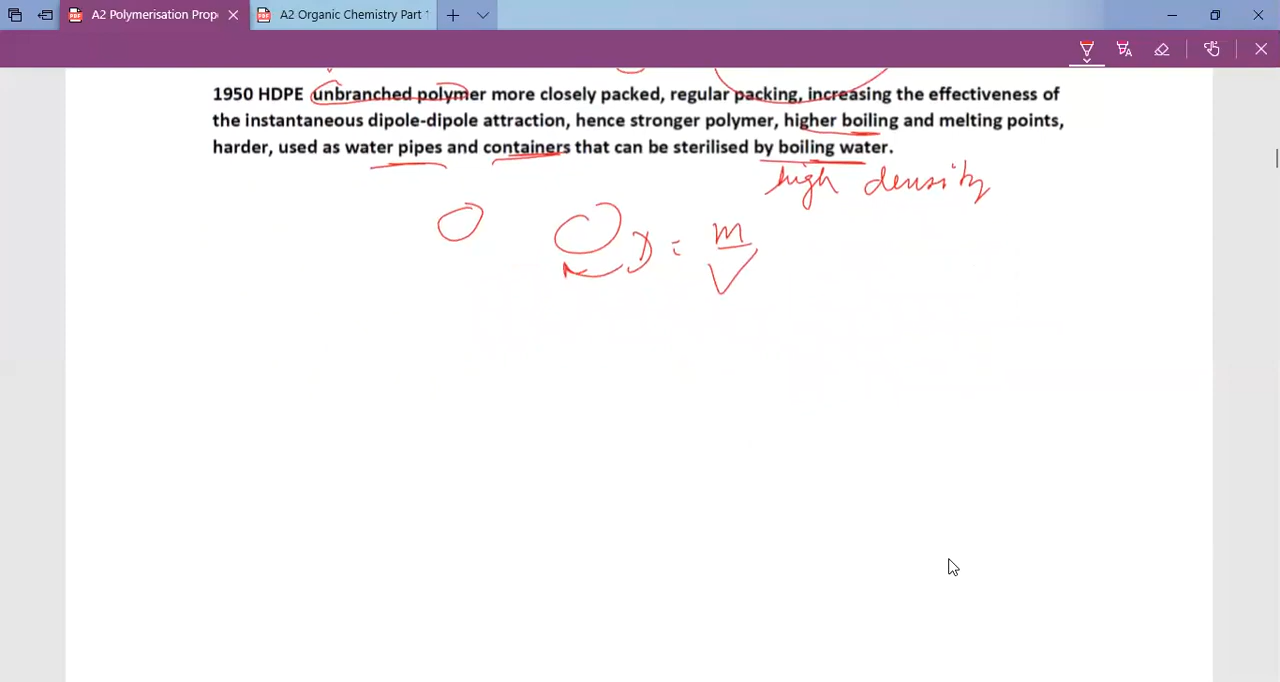 A2 Polymerisation Prop
A2 Organic Chemistry Part 1
1950 HDPE unbranched polymer more closely packed, regular packing, increasing the effectiveness of
the instantaneous dipole-dipole attraction, hence stronger polymer, higher boiling and melting points,
harder, used as water pipes and containers that can be sterilised by boiling water.
high density
D = m
V